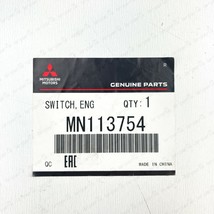 MITSUBISHI
MOTORS
GENUINE PARTS
SWITCH, ENG QTY: 1
MN113754
QC EAC MADE IN CHINA